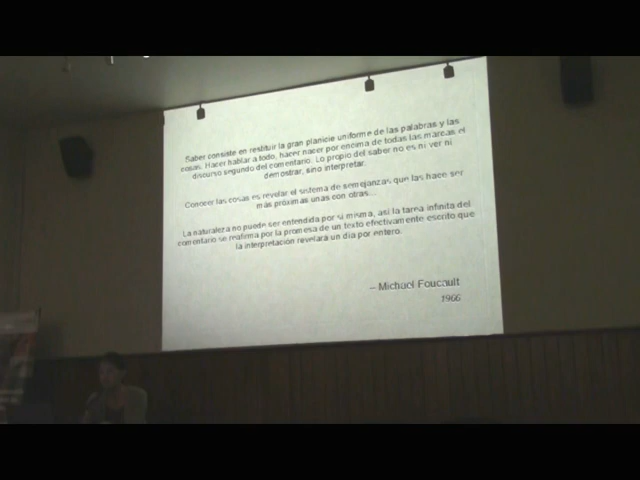 Saber consiste en restituir la gran planicie uniforme de las palabras y las
cosas. Hacer hablar a todo, hacer nacer por encima de todas las mareas el
discurso segundo del comentario. Lo propio del saber no es ni ver ni
demostrar, sino interpretar.
Conocer las cosas es revelar el sistema de semejanzas que las hace ser
más próximas unas con otras...
La naturaleza no puede ser entendida por si misma, así la tarea infinita del
comentario se reafirma por la promesa de un texto efectivamente escrito que
la interpretación revelará un día por entero.
– Michael Foucault
1966